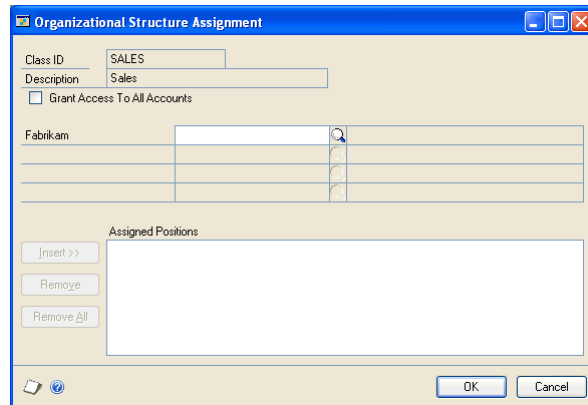 Organizational Structure Assignment
Class ID SALES
Description Sales
Grant Access To All Accounts
Fabrikam
Assigned Positions
Insert >>
Remove
Remove All
OK Cancel